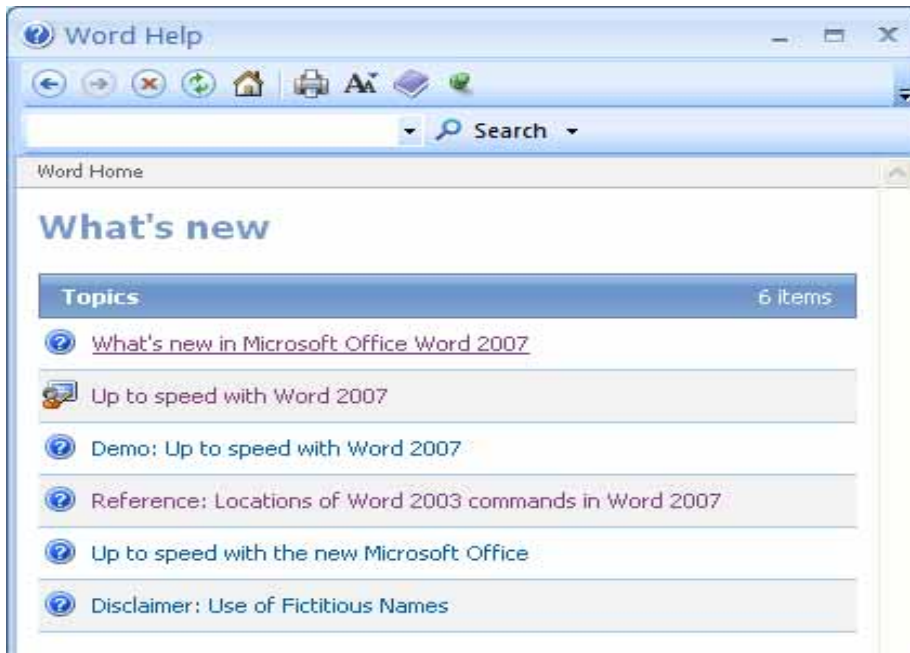 Word Help
Search
Word Home
What's new
Topics 6 items
What's new in Microsoft Office Word 2007
Up to speed with Word 2007
Demo: Up to speed with Word 2007
Reference: Locations of Word 2003 commands in Word 2007
Up to speed with the new Microsoft Office
Disclaimer: Use of Fictitious Names